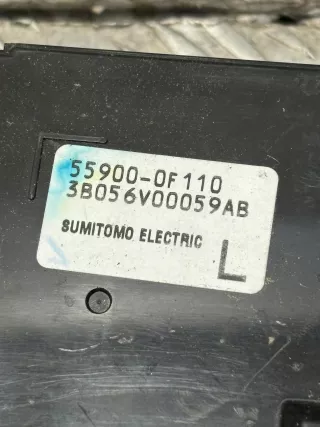 55900-0F110
3B056V00059AB
SUMITOMO ELECTRIC
L